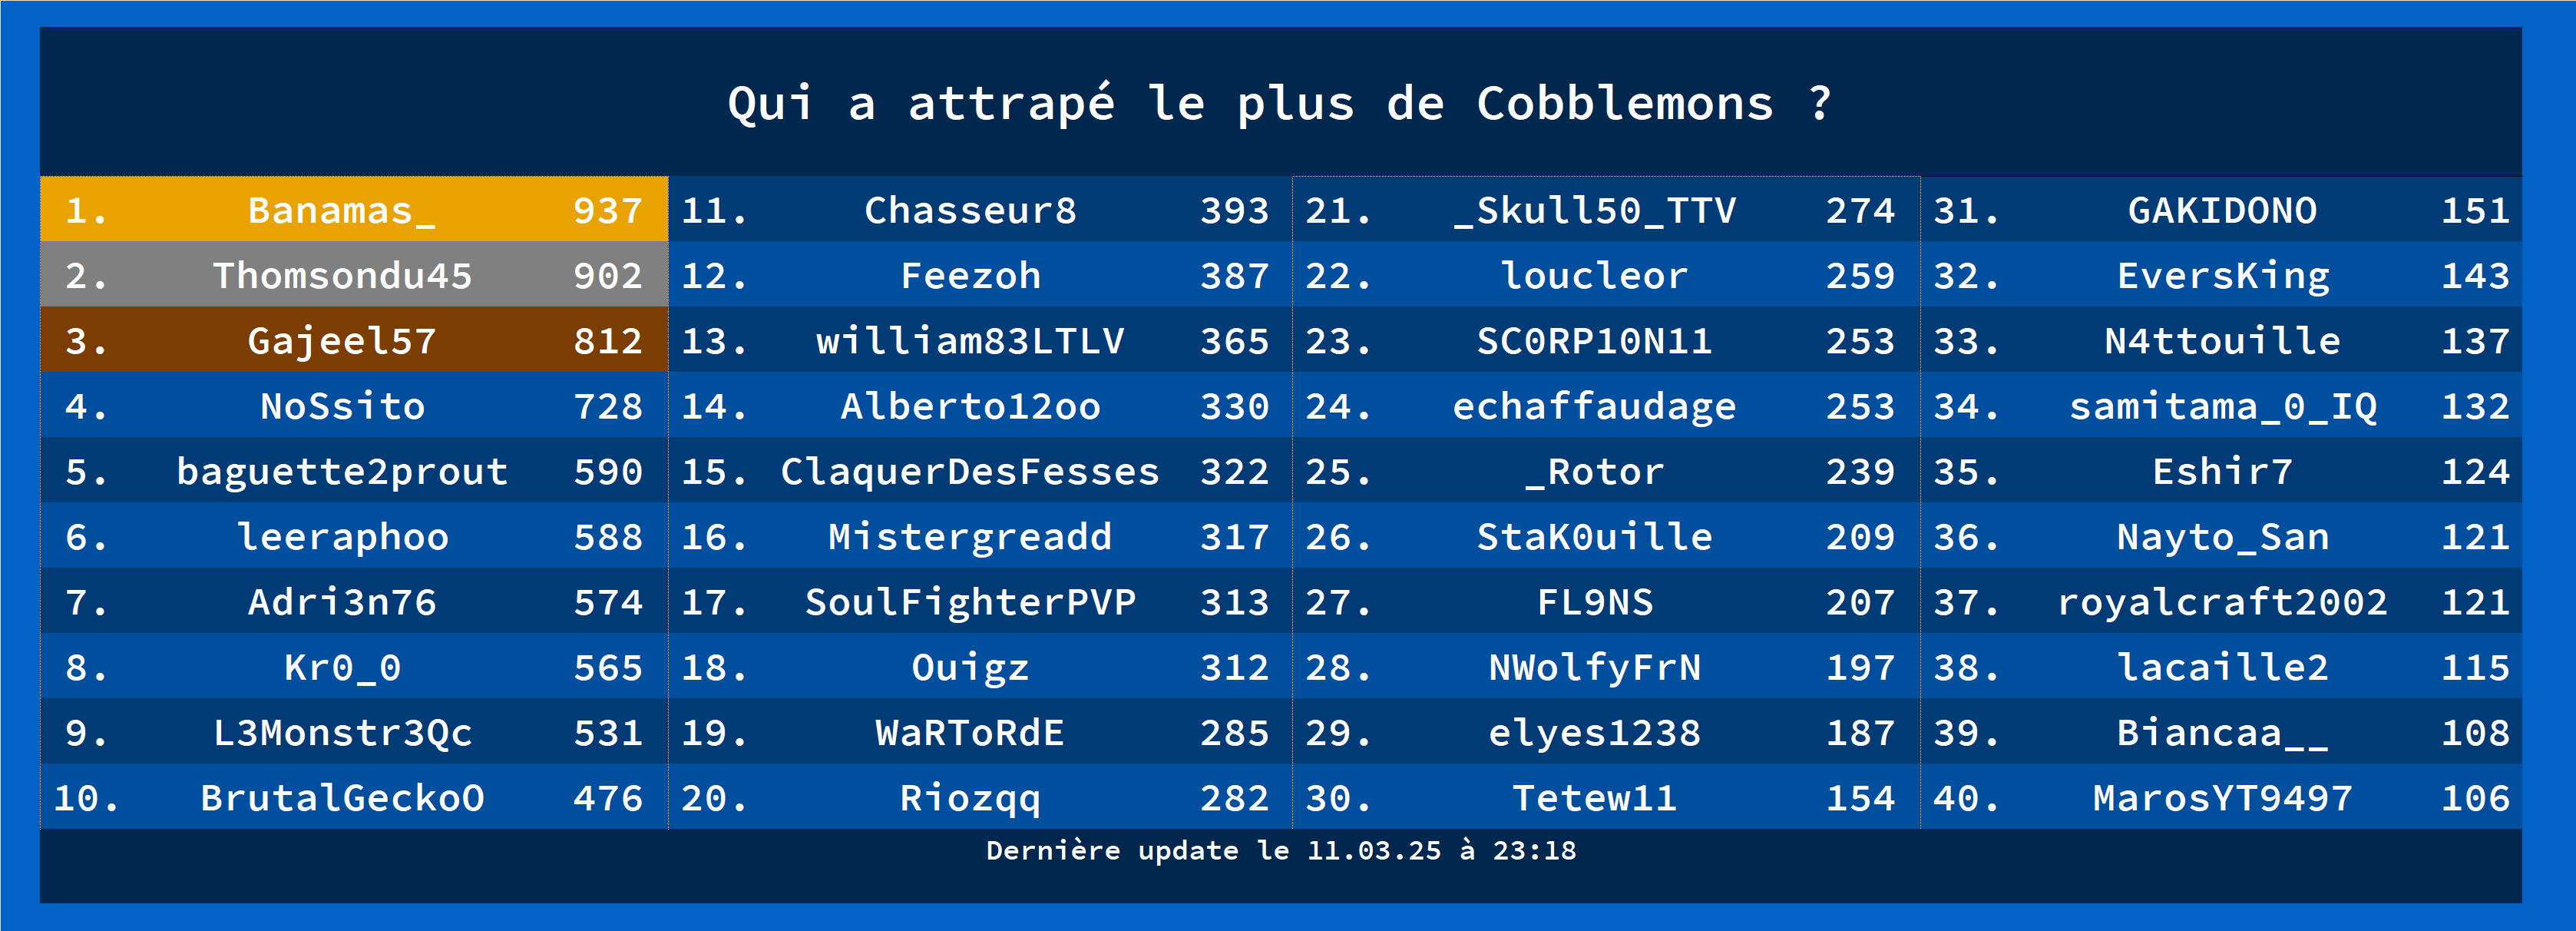 Qui a attrapé le plus de Cobblemons ?
1. Banamas_ 937
2. Thomsondu45 902
3. Gajeel57 812
4. NoSsito 728
5. baguette2prout 590
6. leeraphoo 588
7. Adri3n76 574
8. Kr0_0 565
9. L3Monstr3Qc 531
10. BrutalGeckoO 476
11. Chasseur8 393
12. Feezoh 387
13. william83LTLV 365
14. Alberto12oo 330
15. ClaquerDesFesses 322
16. Mistergreadd 317
17. SoulFighterPVP 313
18. Ouigz 312
19. WaRToRdE 285
20. Riozqq 282
21. _Skull50_TTV 274
22. loucleor 259
23. SC0RP10N11 253
24. echaffaudage 253
25. _Rotor 239
26. StaK0uille 209
27. FL9NS 207
28. NWolfyFrN 197
29. elyes1238 187
30. Tetew11 154
31. GAKIDONO 151
32. EversKing 143
33. N4ttouille 137
34. samitama_0_IQ 132
35. Eshir7 124
36. Nayto_San 121
37. royalcraft2002 121
38. lacaille2 115
39. Biancaa__ 108
40. MarosYT9497 106
Dernière update le 11.03.25 à 23:18